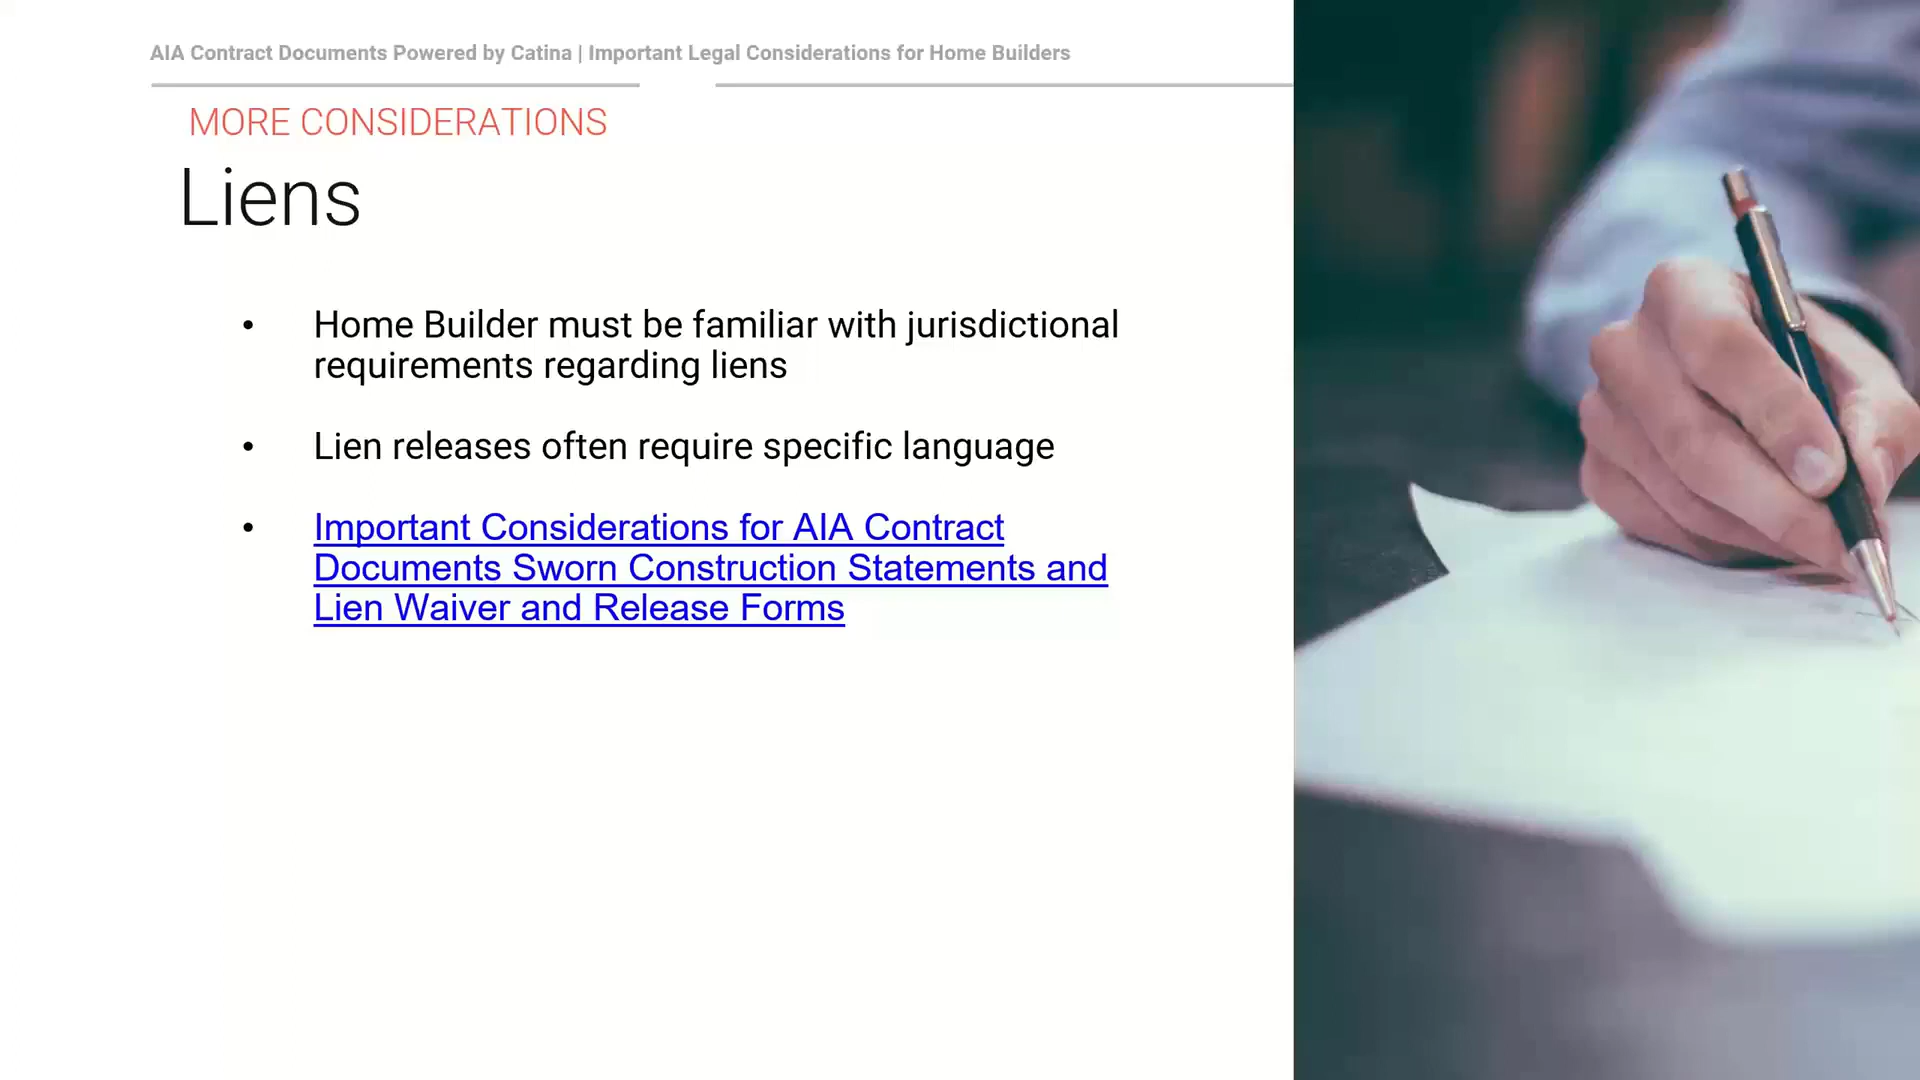 AIA Contract Documents Powered by Catina | Important Legal Considerations for Home Builders
MORE CONSIDERATIONS
Liens
• Home Builder must be familiar with jurisdictional
requirements regarding liens
• Lien releases often require specific language
• Important Considerations for AIA Contract
Documents Sworn Construction Statements and
Lien Waiver and Release Forms